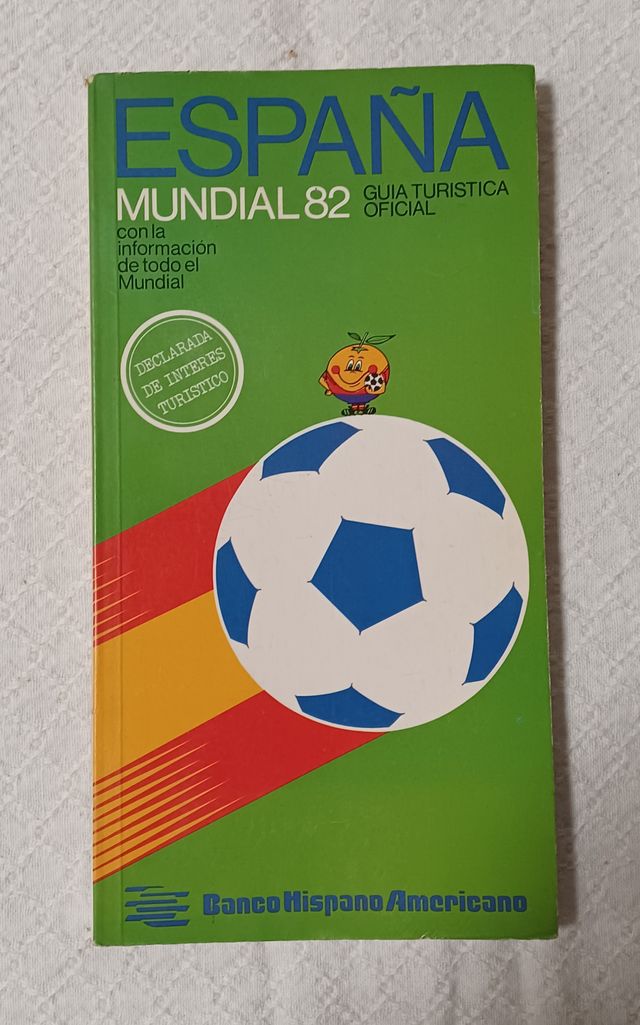 ESPAÑA
MUNDIAL 82
GUIA TURISTICA
OFICIAL
con la
información
de todo el
Mundial
DECLARADA
DE INTERES
TURISTICO
Banco Hispano Americano